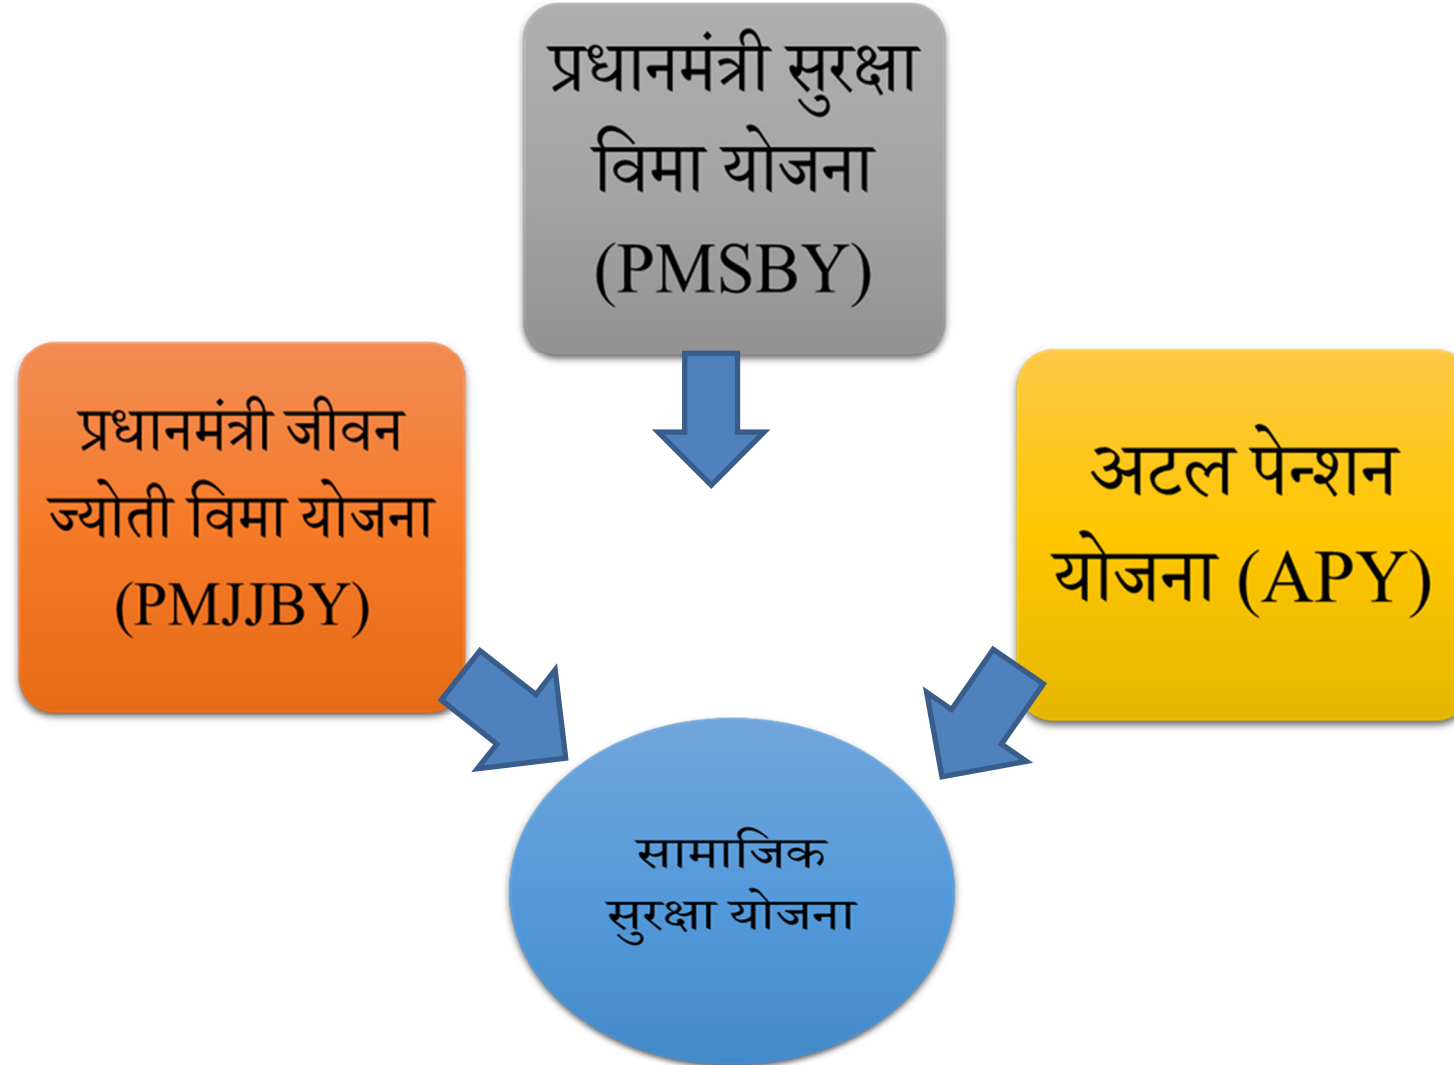 प्रधानमंत्री सुरक्षा
विमा योजना
(PMSBY)
प्रधानमंत्री जीवन
ज्योती विमा योजना
(PMJJBY)
अटल पेन्शन
योजना (APY)
सामाजिक
सुरक्षा योजना